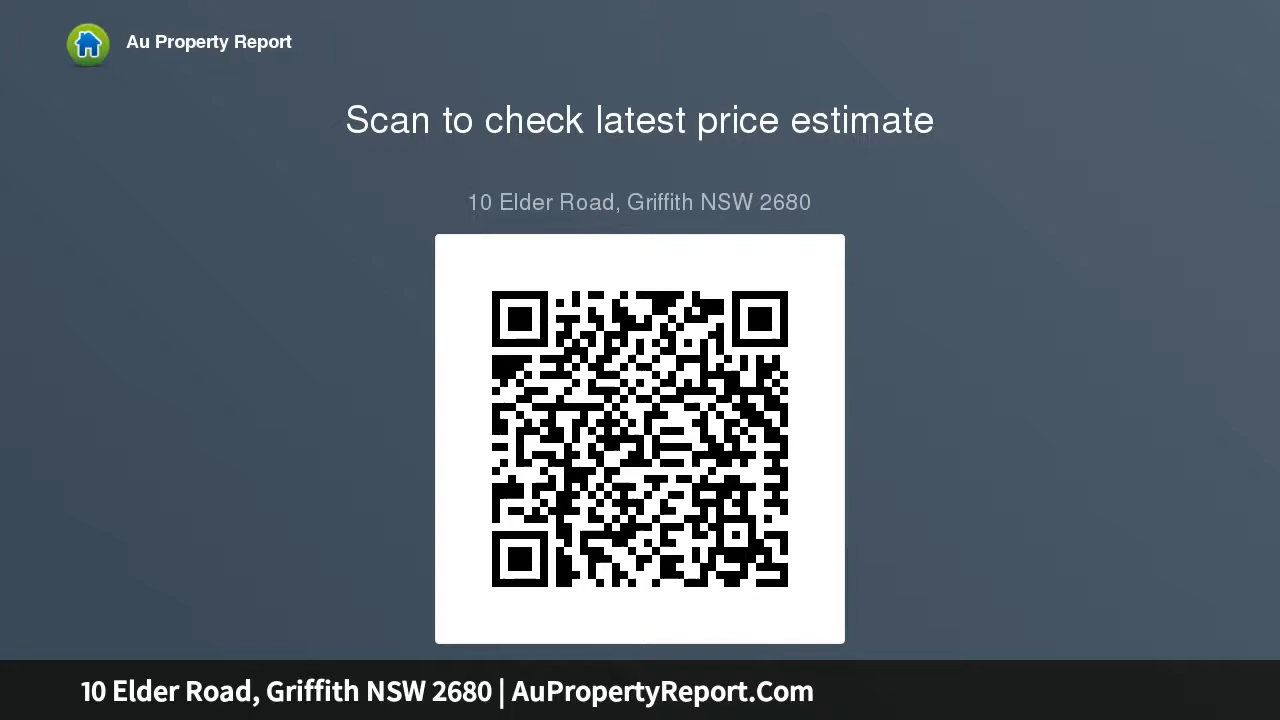 Au Property Report
Scan to check latest price estimate
10 Elder Road, Griffith NSW 2680
10 Elder Road, Griffith NSW 2680 | AuPropertyReport.Com